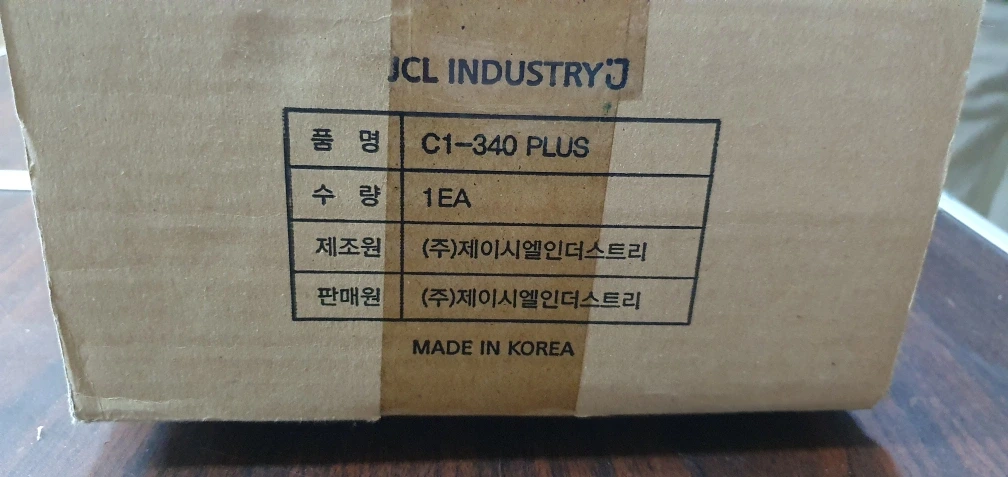 JCL INDUSTRY
품 명 C1-340 PLUS
수 량 1EA
제조원 (주)제이시엘인더스트리
판매원 (주)제이시엘인더스트리
MADE IN KOREA